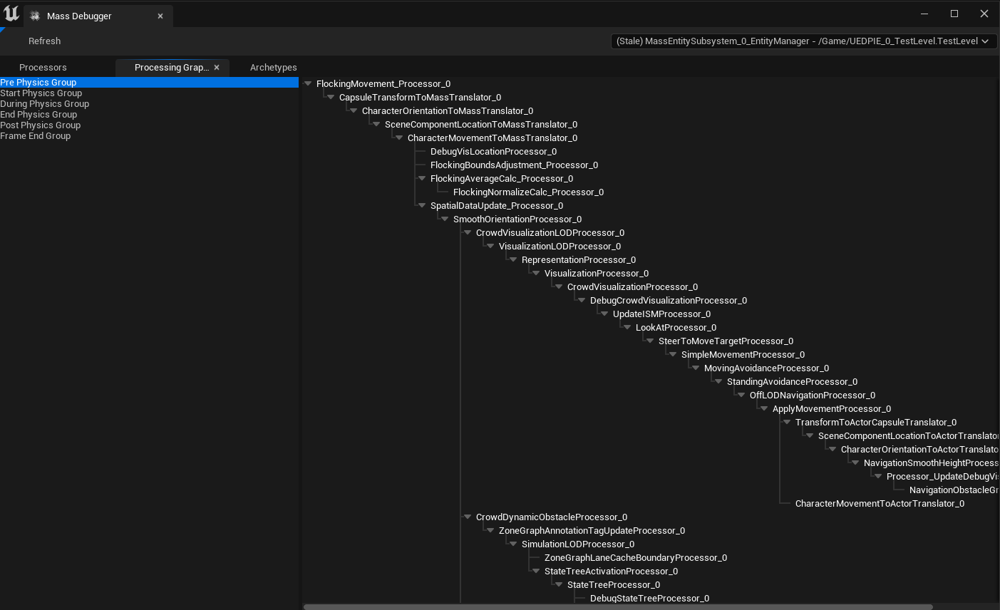 Mass Debugger
Refresh
(Stale) MassEntitySubsystem_0_EntityManager - /Game/UEDPIE_0_TestLevel.TestLevel
Processors
Processing Grap...
Archetypes
Pre Physics Group
Start Physics Group
During Physics Group
End Physics Group
Post Physics Group
Frame End Group
FlockingMovement_Processor_0
CapsuleTransformToMassTranslator_0
CharacterOrientationToMassTranslator_0
SceneComponentLocationToMassTranslator_0
CharacterMovementToMassTranslator_0
DebugVisLocationProcessor_0
FlockingBoundsAdjustment_Processor_0
FlockingAverageCalc_Processor_0
FlockingNormalizeCalc_Processor_0
SpatialDataUpdate_Processor_0
SmoothOrientationProcessor_0
CrowdVisualizationLODProcessor_0
VisualizationLODProcessor_0
RepresentationProcessor_0
VisualizationProcessor_0
CrowdVisualizationProcessor_0
DebugCrowdVisualizationProcessor_0
UpdateISMProcessor_0
LookAtProcessor_0
SteerToMoveTargetProcessor_0
SimpleMovementProcessor_0
MovingAvoidanceProcessor_0
StandingAvoidanceProcessor_0
OffLODNavigationProcessor_0
ApplyMovementProcessor_0
TransformToActorCapsuleTranslator_0
SceneComponentLocationToActorTranslator
CharacterOrientationToActorTranslato
NavigationSmoothHeightProcess
Processor_UpdateDebugVis
NavigationObstacleGr
CharacterMovementToActorTranslator_0
CrowdDynamicObstacleProcessor_0
ZoneGraphAnnotationTagUpdateProcessor_0
SimulationLODProcessor_0
ZoneGraphLaneCacheBoundaryProcessor_0
StateTreeActivationProcessor_0
StateTreeProcessor_0
DebugStateTreeProcessor_0